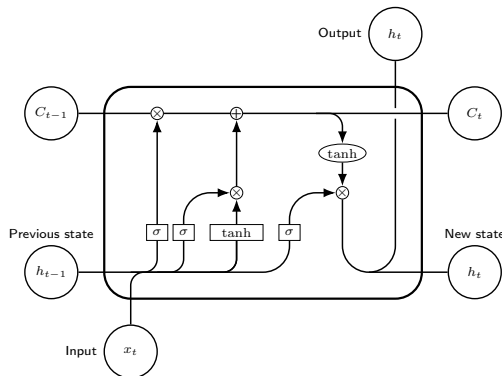 Output
h_t
C_{t−1}
⊗
⊕
C_t
tanh
⊗
⊗
Previous state
σ
σ
tanh
σ
New state
h_{t−1}
h_t
Input
x_t